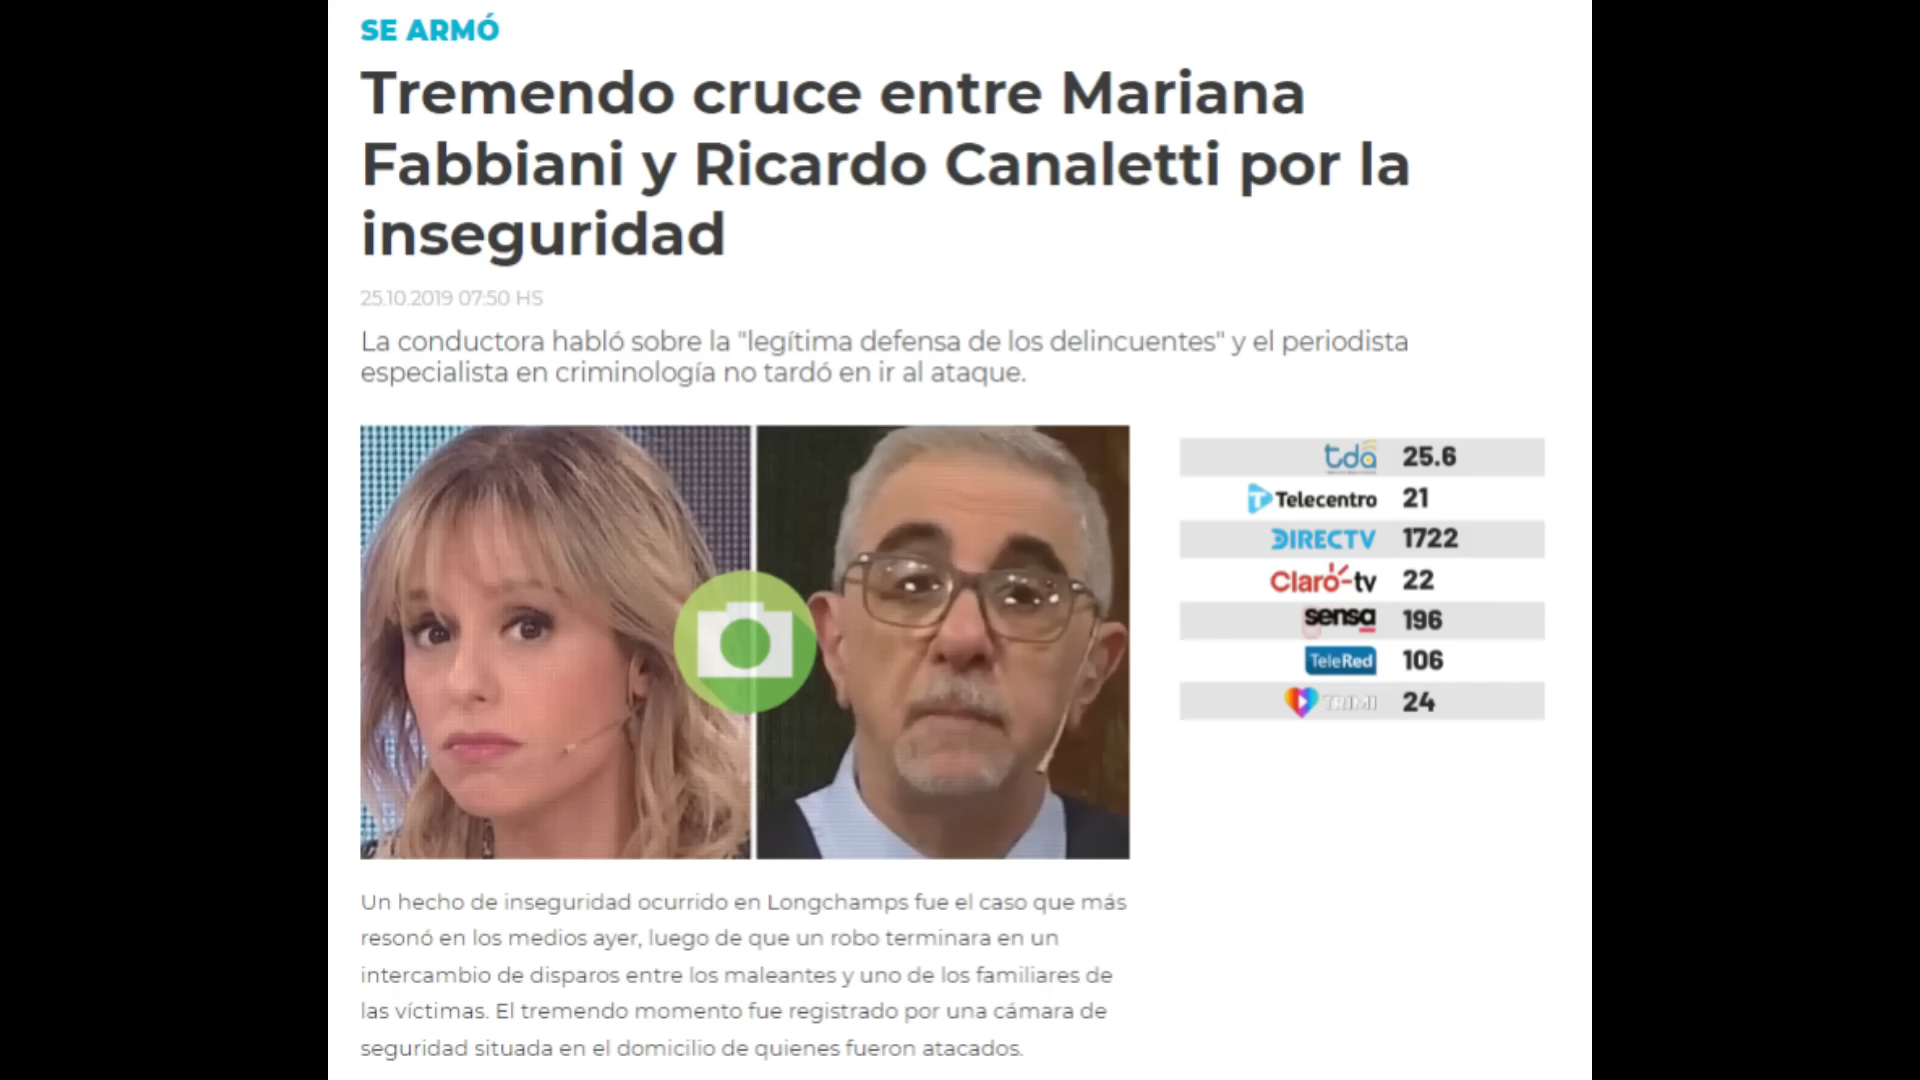 SE ARMÓ
Tremendo cruce entre Mariana
Fabbiani y Ricardo Canaletti por la
inseguridad
25.10.2019 07:50 HS
La conductora habló sobre la "legítima defensa de los delincuentes" y el periodista
especialista en criminología no tardó en ir al ataque.
tda 25.6
Telecentro 21
DIRECTV 1722
Claro-tv 22
sensa 196
TeleRed 106
TRIMI 24
Un hecho de inseguridad ocurrido en Longchamps fue el caso que más
resonó en los medios ayer, luego de que un robo terminara en un
intercambio de disparos entre los maleantes y uno de los familiares de
las víctimas. El tremendo momento fue registrado por una cámara de
seguridad situada en el domicilio de quienes fueron atacados.